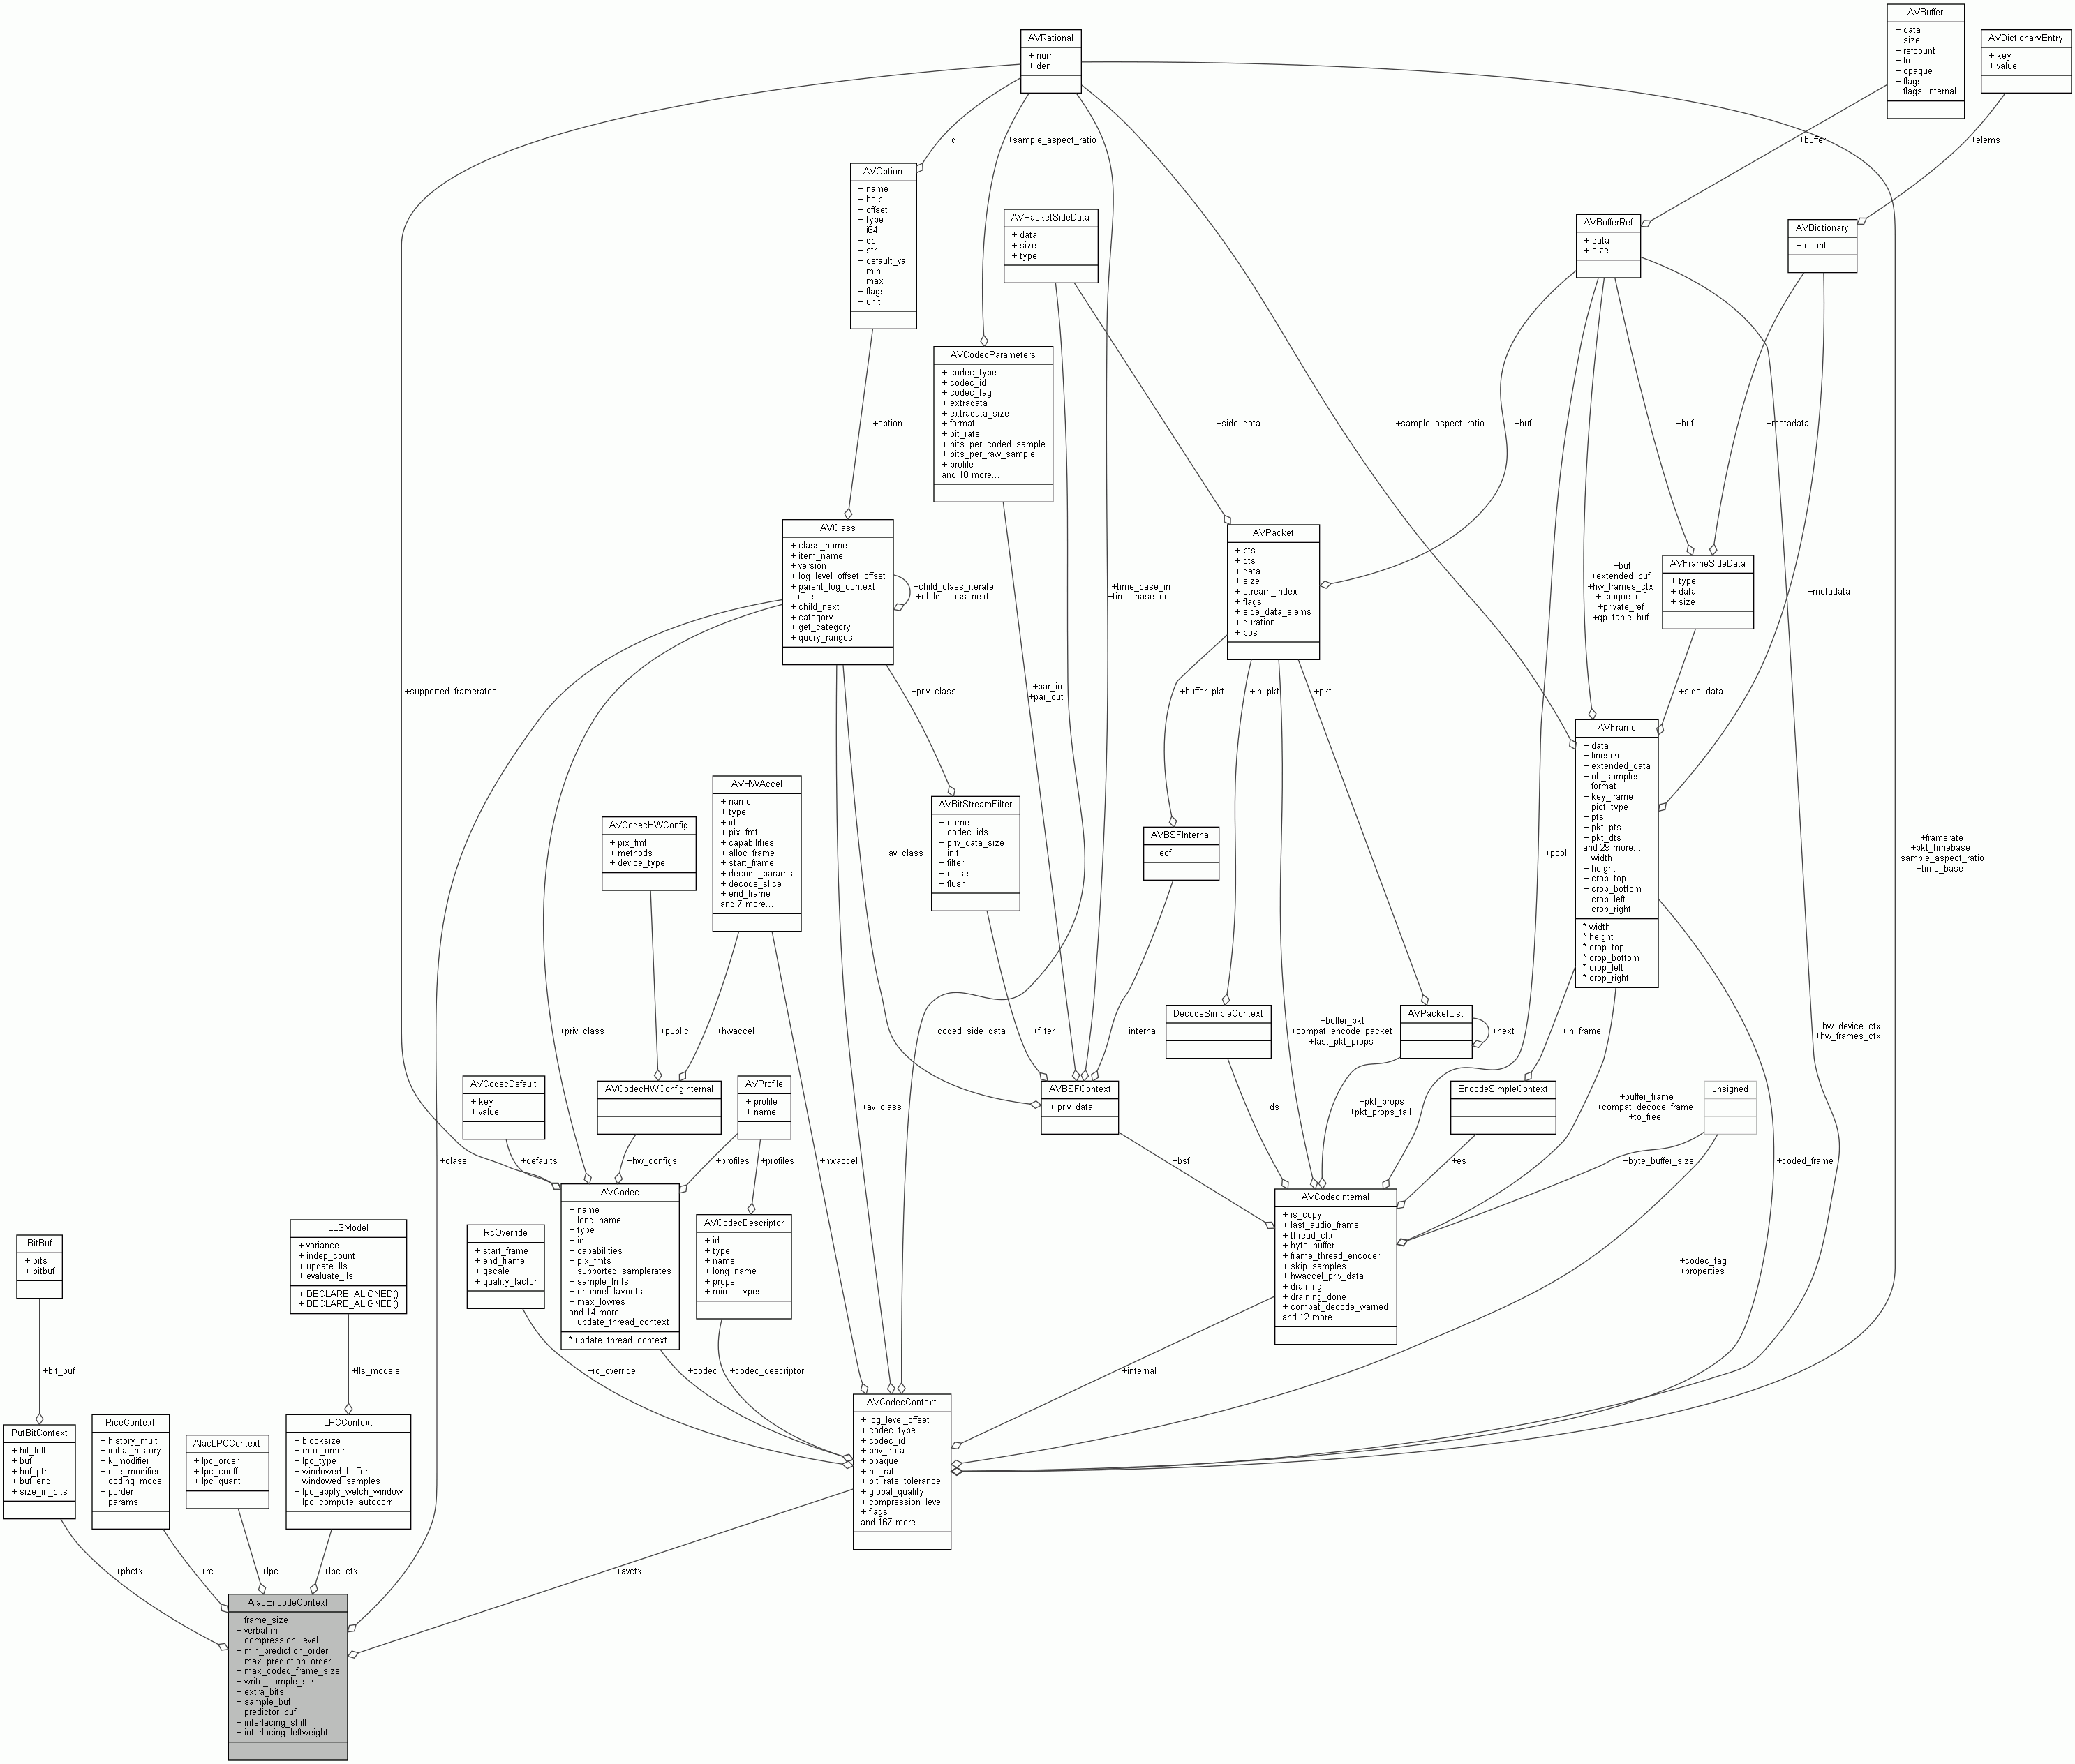 AVBuffer
+ data
+ size
+ refcount
+ free
+ opaque
+ flags
+ flags_internal
AVRational
+ num
+ den
AVDictionaryEntry
+ key
+ value
+q
+sample_aspect_ratio
+buffer
+elems
AVOption
+ name
+ help
+ offset
+ type
+ i64
+ dbl
+ str
+ default_val
+ min
+ max
+ flags
+ unit
AVPacketSideData
+ data
+ size
+ type
AVBufferRef
+ data
+ size
AVDictionary
+ count
AVCodecParameters
+ codec_type
+ codec_id
+ codec_tag
+ extradata
+ extradata_size
+ format
+ bit_rate
+ bits_per_coded_sample
+ bits_per_raw_sample
+ profile
and 18 more...
+option
+side_data
+sample_aspect_ratio
+buf
+buf
+metadata
AVClass
+ class_name
+ item_name
+ version
+ log_level_offset_offset
+ parent_log_context
_offset
+ child_next
+ category
+ get_category
+ query_ranges
+child_class_iterate
+child_class_next
+time_base_in
+time_base_out
AVPacket
+ pts
+ dts
+ data
+ size
+ stream_index
+ flags
+ side_data_elems
+ duration
+ pos
+buf
+extended_buf
+hw_frames_ctx
+opaque_ref
+private_ref
+qp_table_buf
AVFrameSideData
+ type
+ data
+ size
+metadata
+supported_framerates
+priv_class
+par_in
+par_out
+buffer_pkt
+in_pkt
+pkt
+side_data
AVFrame
+ data
+ linesize
+ extended_data
+ nb_samples
+ format
+ key_frame
+ pict_type
+ pts
+ pkt_pts
+ pkt_dts
and 29 more...
+ width
+ height
+ crop_top
+ crop_bottom
+ crop_left
+ crop_right
* width
* height
* crop_top
* crop_bottom
* crop_left
* crop_right
AVHWAccel
+ name
+ type
+ id
+ pix_fmt
+ capabilities
+ alloc_frame
+ start_frame
+ decode_params
+ decode_slice
+ end_frame
and 7 more...
AVCodecHWConfig
+ pix_fmt
+ methods
+ device_type
+av_class
AVBitStreamFilter
+ name
+ codec_ids
+ priv_data_size
+ init
+ filter
+ close
+ flush
AVBSFInternal
+ eof
+pool
+framerate
+pkt_timebase
+sample_aspect_ratio
+time_base
+priv_class
+public
+hwaccel
+coded_side_data
+filter
+internal
DecodeSimpleContext
+buffer_pkt
+compat_encode_packet
+last_pkt_props
AVPacketList
+next
+in_frame
+hw_device_ctx
+hw_frames_ctx
AVCodecDefault
+ key
+ value
AVCodecHWConfigInternal
AVProfile
+ profile
+ name
+av_class
AVBSFContext
+ priv_data
+ds
+pkt_props
+pkt_props_tail
EncodeSimpleContext
+buffer_frame
+compat_decode_frame
+to_free
unsigned
+class
+defaults
+hw_configs
+profiles
+profiles
+hwaccel
+bsf
+es
+byte_buffer_size
+coded_frame
AVCodec
+ name
+ long_name
+ type
+ id
+ capabilities
+ pix_fmts
+ supported_samplerates
+ sample_fmts
+ channel_layouts
+ max_lowres
and 14 more...
+ update_thread_context
* update_thread_context
AVCodecInternal
+ is_copy
+ last_audio_frame
+ thread_ctx
+ byte_buffer
+ frame_thread_encoder
+ skip_samples
+ hwaccel_priv_data
+ draining
+ draining_done
+ compat_decode_warned
and 12 more...
BitBuf
+ bits
+ bitbuf
LLSModel
+ variance
+ indep_count
+ update_lls
+ evaluate_lls
+ DECLARE_ALIGNED()
+ DECLARE_ALIGNED()
RcOverride
+ start_frame
+ end_frame
+ qscale
+ quality_factor
AVCodecDescriptor
+ id
+ type
+ name
+ long_name
+ props
+ mime_types
+codec_tag
+properties
+bit_buf
+lls_models
+rc_override
+codec
+codec_descriptor
+internal
PutBitContext
+ bit_left
+ buf
+ buf_ptr
+ buf_end
+ size_in_bits
RiceContext
+ history_mult
+ initial_history
+ k_modifier
+ rice_modifier
+ coding_mode
+ porder
+ params
AlacLPCContext
+ lpc_order
+ lpc_coeff
+ lpc_quant
LPCContext
+ blocksize
+ max_order
+ lpc_type
+ windowed_buffer
+ windowed_samples
+ lpc_apply_welch_window
+ lpc_compute_autocorr
AVCodecContext
+ log_level_offset
+ codec_type
+ codec_id
+ priv_data
+ opaque
+ bit_rate
+ bit_rate_tolerance
+ global_quality
+ compression_level
+ flags
and 167 more...
+pbctx
+rc
+lpc
+lpc_ctx
+avctx
AlacEncodeContext
+ frame_size
+ verbatim
+ compression_level
+ min_prediction_order
+ max_prediction_order
+ max_coded_frame_size
+ write_sample_size
+ extra_bits
+ sample_buf
+ predictor_buf
+ interlacing_shift
+ interlacing_leftweight